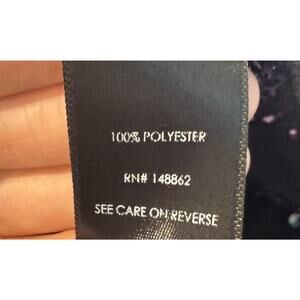 100% POLYESTER
RN# 148862
SEE CARE ON REVERSE